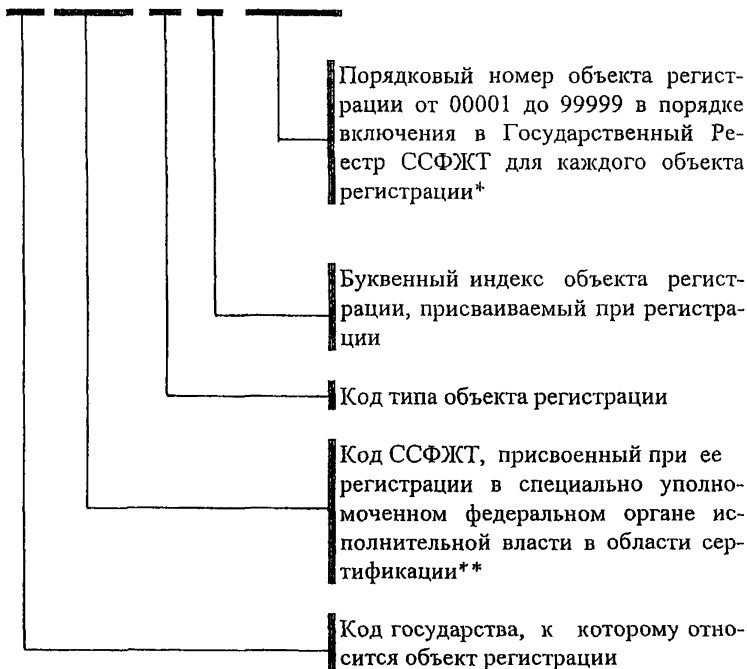 Порядковый номер объекта регист-
рации от 00001 до 99999 в порядке
включения в Государственный Ре-
естр ССФЖТ для каждого объекта
регистрации*
Буквенный индекс объекта регист-
рации, присваиваемый при регистра-
ции
Код типа объекта регистрации
Код ССФЖТ, присвоенный при ее
регистрации в специально уполно-
моченном федеральном органе ис-
полнительной власти в области сер-
тификации**
Код государства, к которому отно-
сится объект регистрации